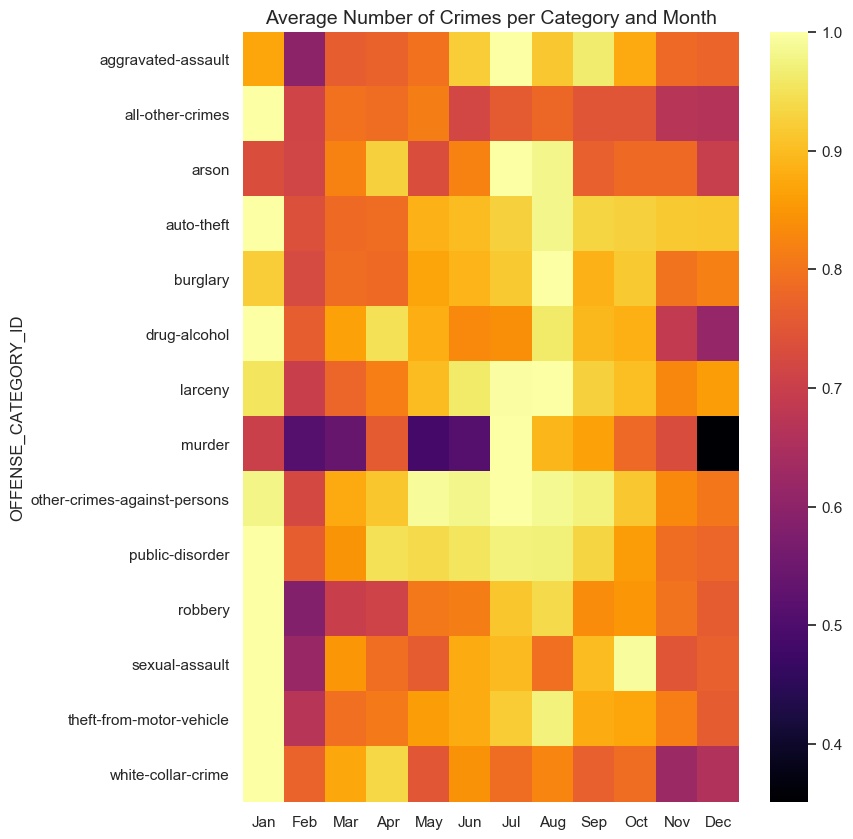 Average Number of Crimes per Category and Month
OFFENSE_CATEGORY_ID
aggravated-assault
all-other-crimes
arson
auto-theft
burglary
drug-alcohol
larceny
murder
other-crimes-against-persons
public-disorder
robbery
sexual-assault
theft-from-motor-vehicle
white-collar-crime
Jan Feb Mar Apr May Jun Jul Aug Sep Oct Nov Dec
1.0
0.9
0.8
0.7
0.6
0.5
0.4